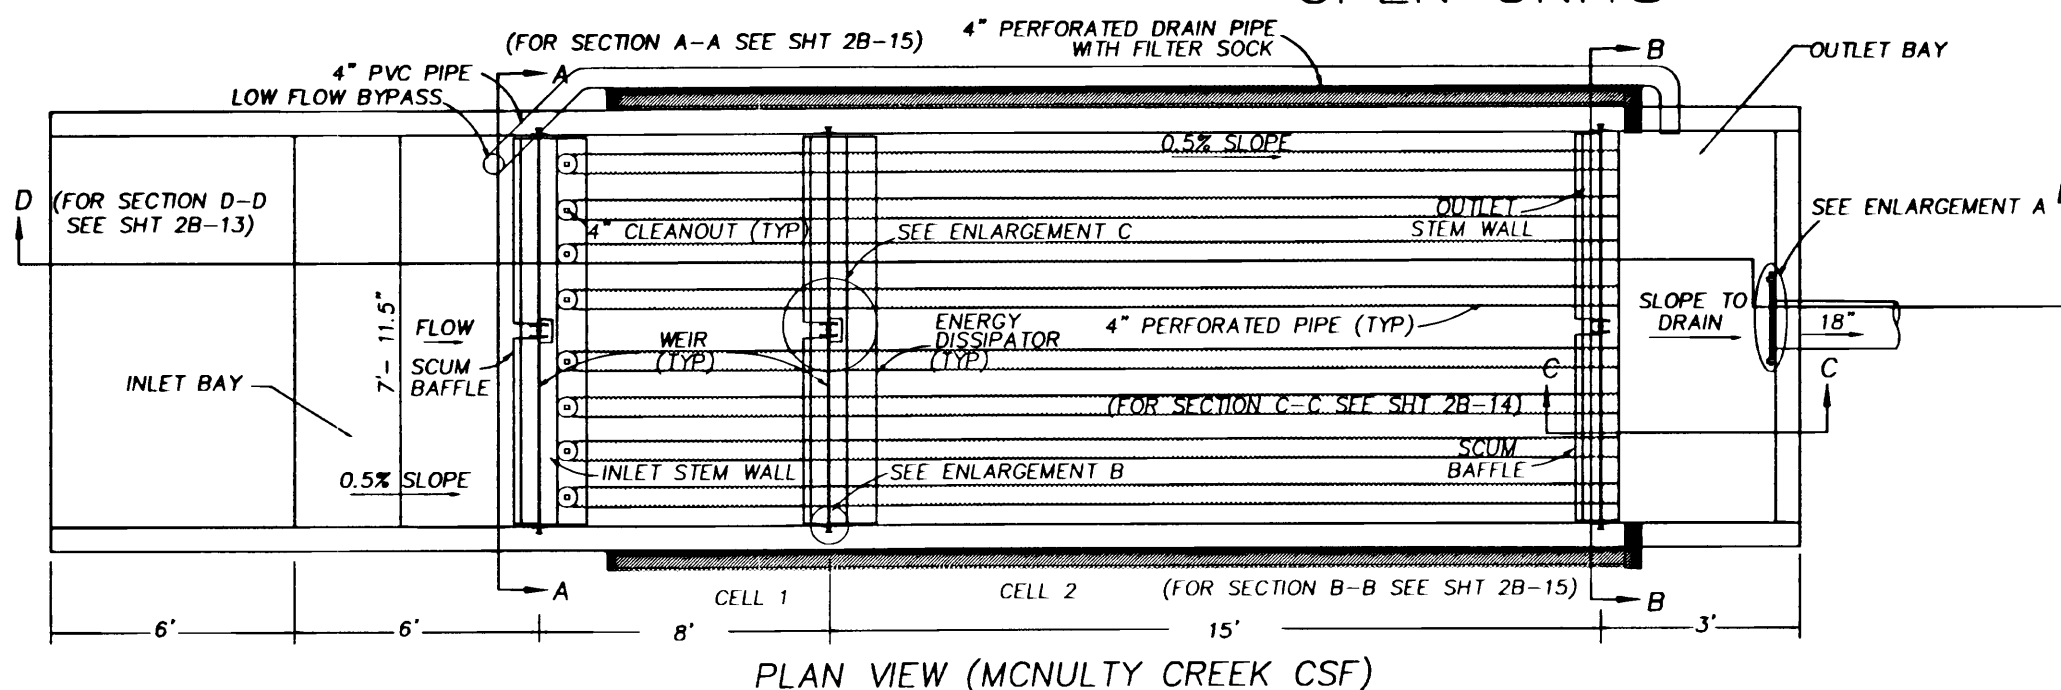 (FOR SECTION A-A SEE SHT 2B-15)
4" PERFORATED DRAIN PIPE
WITH FILTER SOCK
4" PVC PIPE
LOW FLOW BYPASS
A
B
OUTLET BAY
0.5% SLOPE
D
(FOR SECTION D-D
SEE SHT 2B-13)
4" CLEANOUT (TYP)
SEE ENLARGEMENT C
OUTLET
STEM WALL
SEE ENLARGEMENT A
7'- 11.5"
FLOW
SCUM
BAFFLE
WEIR
(TYP)
ENERGY
DISSIPATOR
(TYP)
4" PERFORATED PIPE (TYP)
SLOPE TO
DRAIN
18"
INLET BAY
C
C
(FOR SECTION C-C SEE SHT 2B-14)
0.5% SLOPE
INLET STEM WALL
SEE ENLARGEMENT B
SCUM
BAFFLE
A
CELL 1
CELL 2
(FOR SECTION B-B SEE SHT 2B-15)
B
6'
6'
8'
15'
3'
PLAN VIEW (MCNULTY CREEK CSF)